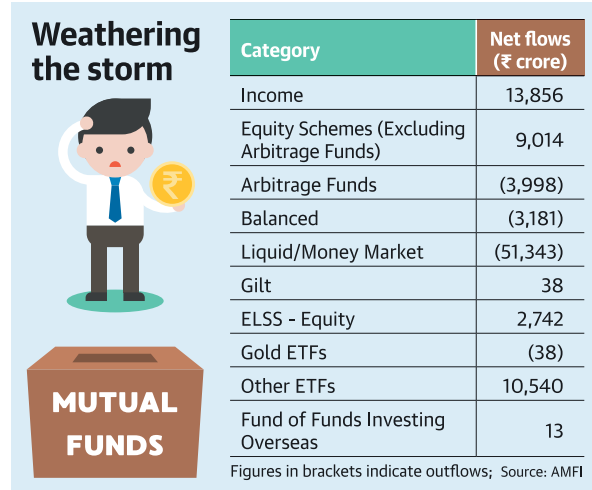 Weathering
the storm
₹
MUTUAL
FUNDS
Category Net flows
(₹ crore)
Income 13,856
Equity Schemes (Excluding
Arbitrage Funds) 9,014
Arbitrage Funds (3,998)
Balanced (3,181)
Liquid/Money Market (51,343)
Gilt 38
ELSS - Equity 2,742
Gold ETFs (38)
Other ETFs 10,540
Fund of Funds Investing
Overseas 13
Figures in brackets indicate outflows; Source: AMFI